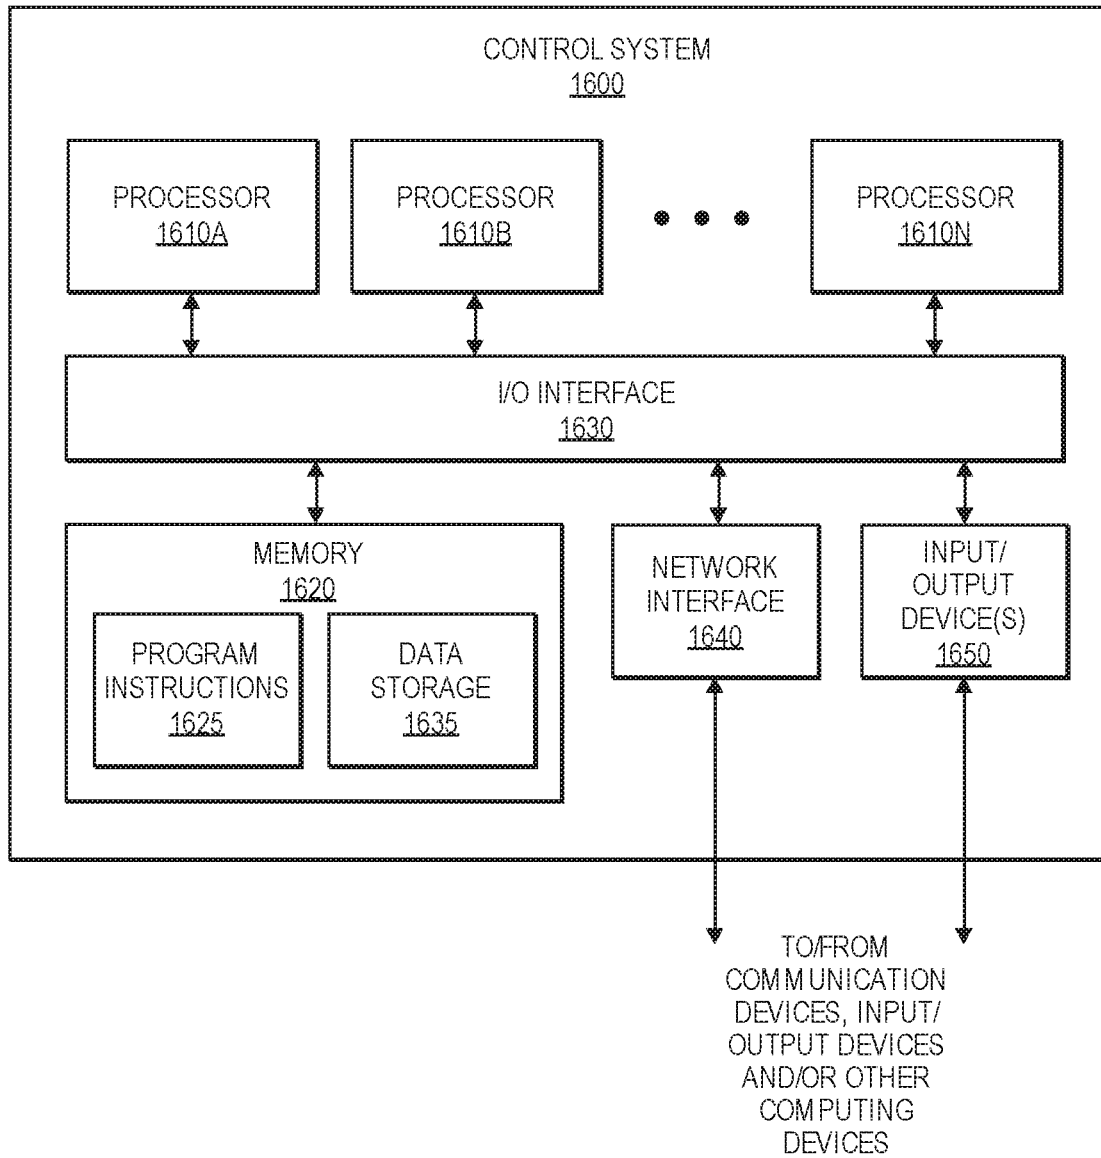 CONTROL SYSTEM
1600
PROCESSOR
1610A
PROCESSOR
1610B
PROCESSOR
1610N
I/O INTERFACE
1630
MEMORY
1620
PROGRAM
INSTRUCTIONS
1625
DATA
STORAGE
1635
NETWORK
INTERFACE
1640
INPUT/
OUTPUT
DEVICE(S)
1650
TO/FROM
COMMUNICATION
DEVICES, INPUT/
OUTPUT DEVICES
AND/OR OTHER
COMPUTING
DEVICES